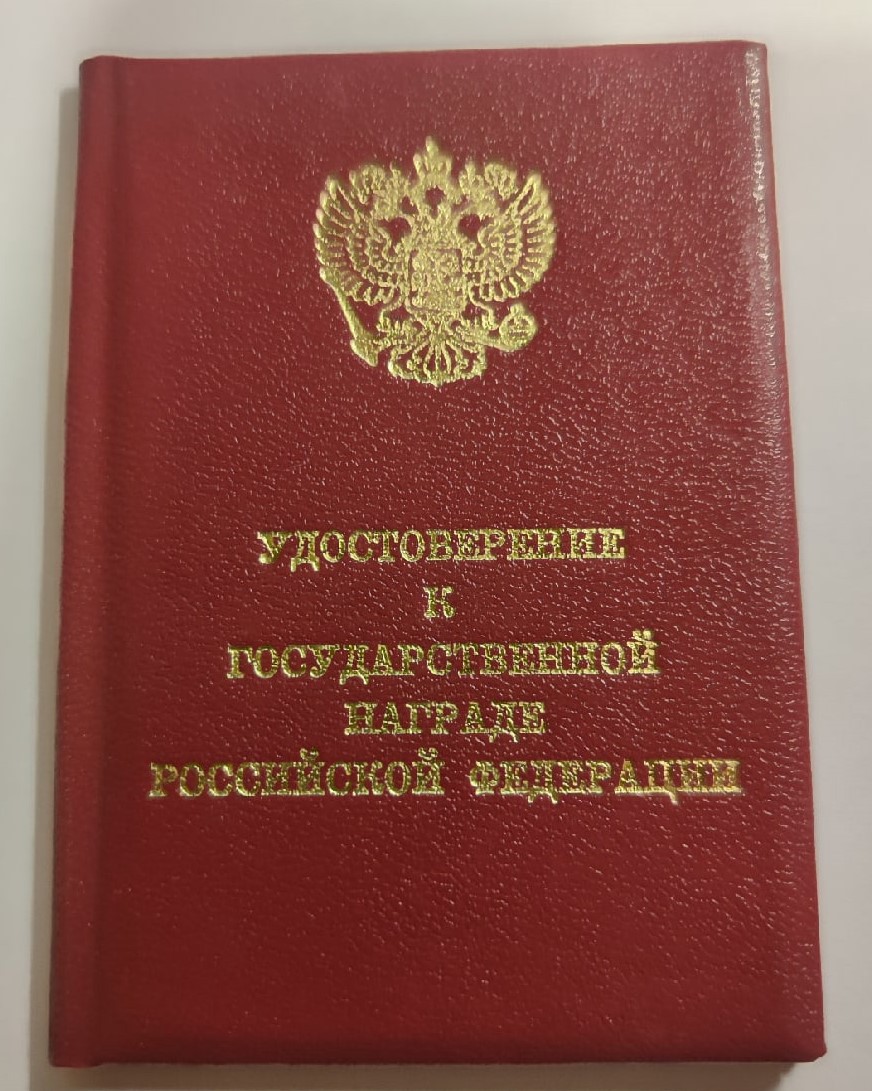 УДОСТОВЕРЕНИЕ
К
ГОСУДАРСТВЕННОЙ
НАГРАДЕ
РОССИЙСКОЙ ФЕДЕРАЦИИ